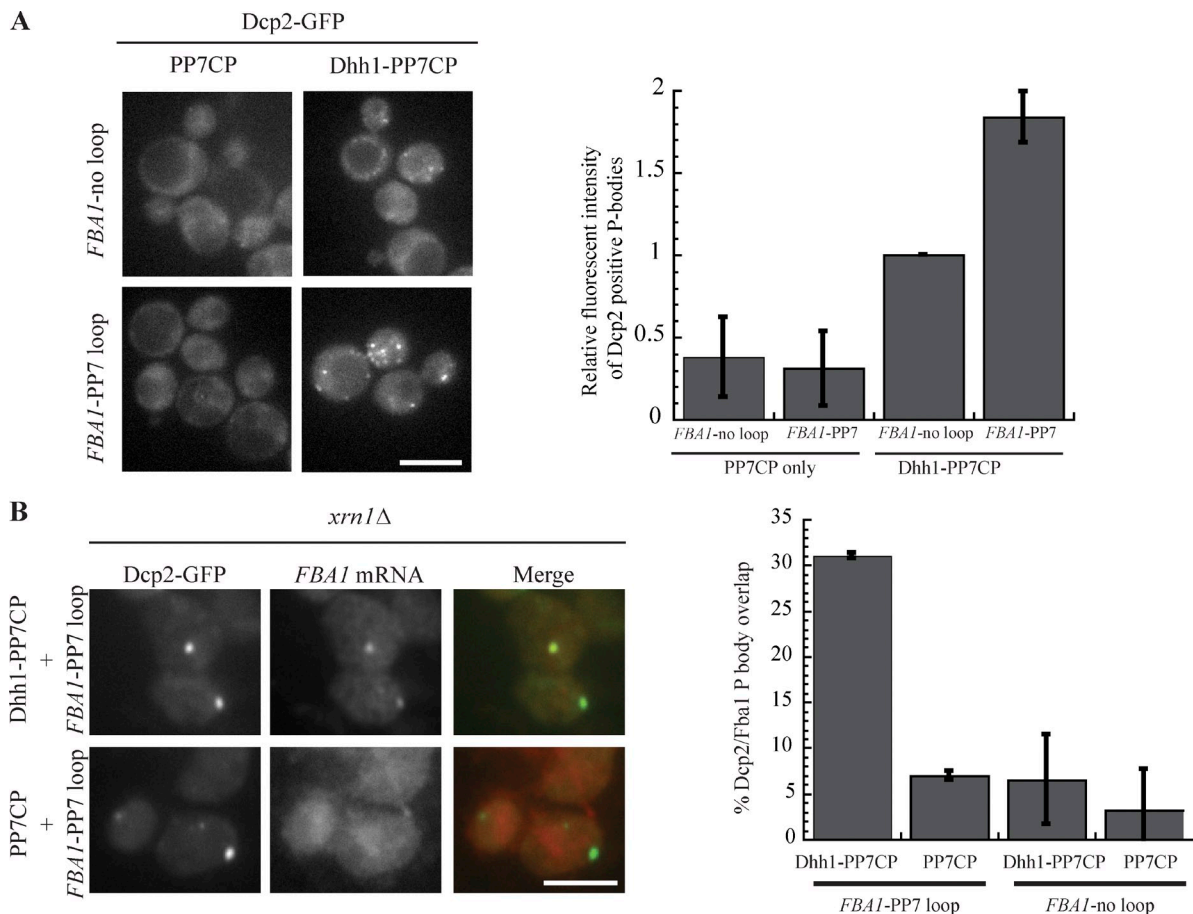 A
Dcp2-GFP
PP7CP
Dhh1-PP7CP
FBA1-no loop
FBA1-PP7 loop
Relative fluorescent intensity
of Dcp2 positive P-bodies
2
1.5
1
0.5
0
FBA1-no loop
FBA1-PP7
FBA1-no loop
FBA1-PP7
PP7CP only
Dhh1-PP7CP
B
xrn1Δ
Dcp2-GFP
FBA1 mRNA
Merge
Dhh1-PP7CP
+
FBA1-PP7 loop
PP7CP
+
FBA1-PP7 loop
% Dcp2/Fba1 P body overlap
35
30
25
20
15
10
5
0
Dhh1-PP7CP
PP7CP
Dhh1-PP7CP
PP7CP
FBA1-PP7 loop
FBA1-no loop